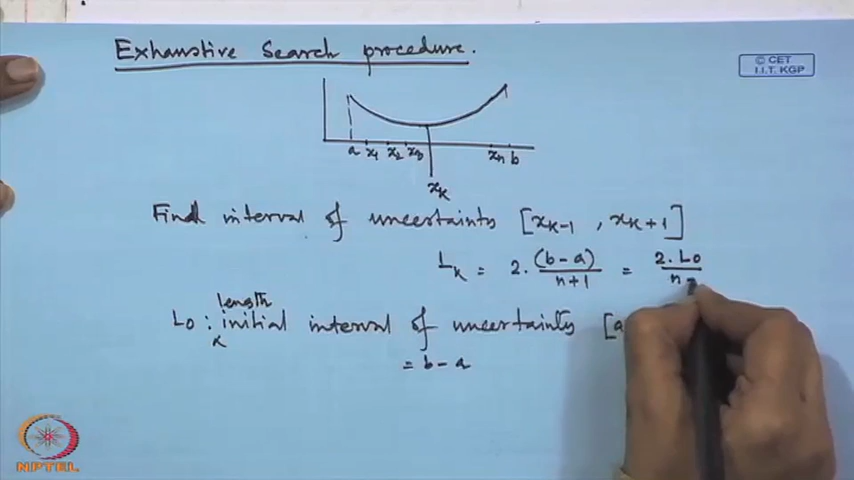 Exhaustive Search procedure.
© CET
I.I.T. KGP
a x1 x2 x3 xn b
xK
Final interval of uncertainty [xK-1 , xK+1]
LK = 2. (b-a)/n+1 = 2. L0/n
length
L0 : initial interval of uncertainty [a
= b-a
NPTEL